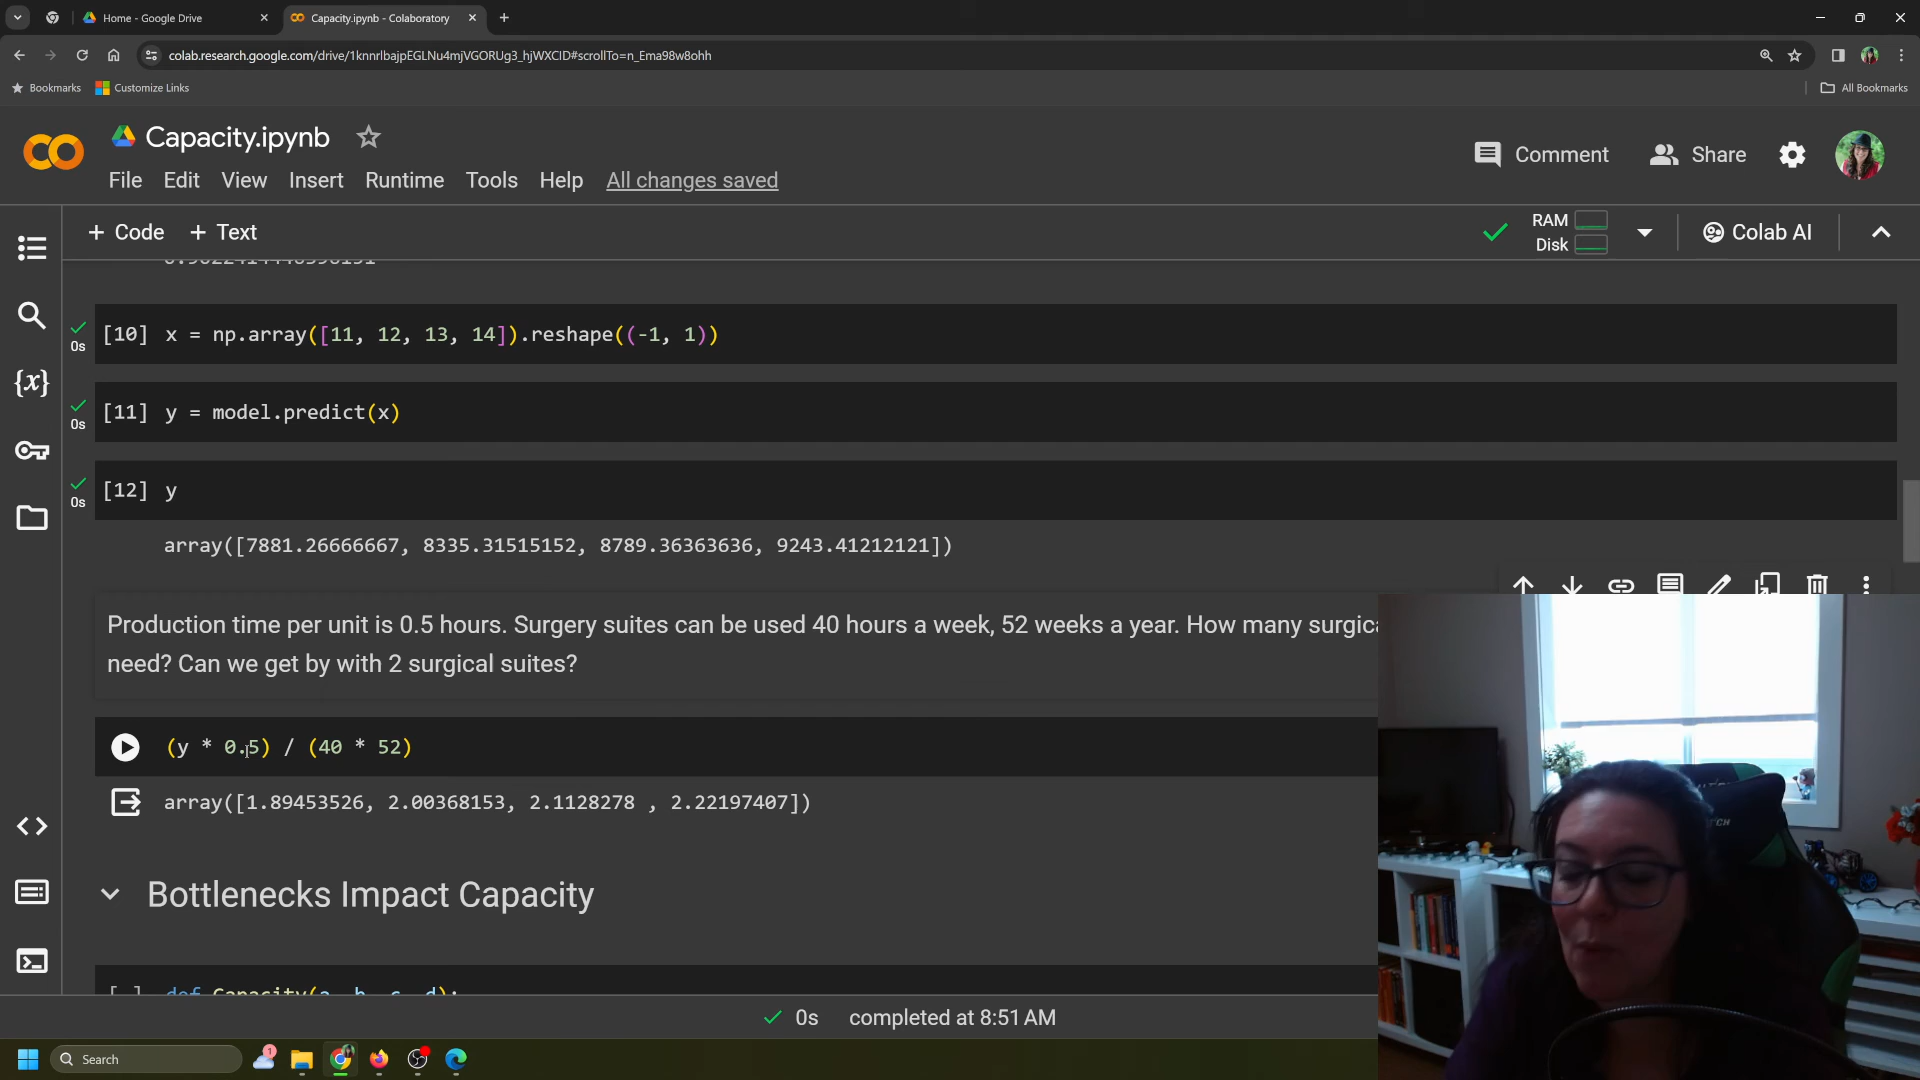 Home - Google Drive
Capacity.ipynb - Colaboratory
colab.research.google.com/drive/1knnrlbajpEGLNu4mjVGORUg3_hjWXCID#scrollTo=n_Ema98w8ohh
Bookmarks
Customize Links
All Bookmarks
Capacity.ipynb
Comment
Share
File Edit View Insert Runtime Tools Help All changes saved
+ Code + Text
RAM
Disk
Colab AI
[10] x = np.array([11, 12, 13, 14]).reshape((-1, 1))
0s
[11] y = model.predict(x)
0s
[12] y
0s
array([7881.26666667, 8335.31515152, 8789.36363636, 9243.41212121])
Production time per unit is 0.5 hours. Surgery suites can be used 40 hours a week, 52 weeks a year. How many
need? Can we get by with 2 surgical suites?
(y * 0.5) / (40 * 52)
array([1.89453526, 2.00368153, 2.1128278 , 2.22197407])
Bottlenecks Impact Capacity
[ ] def Capacity(a, b, c, d):
0s completed at 8:51 AM
Search
1